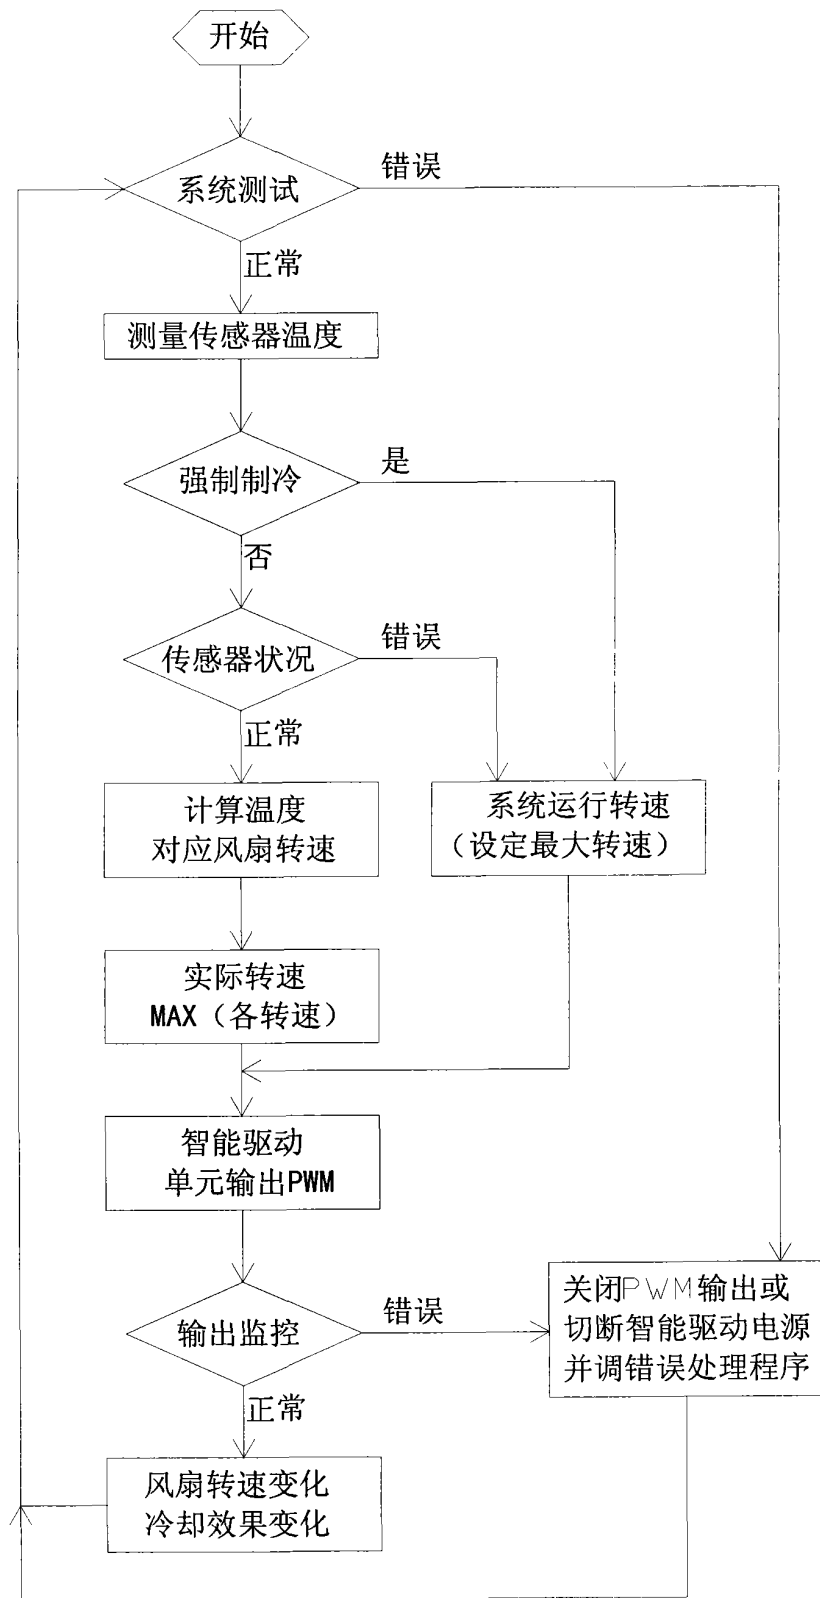 开始
系统测试
错误
正常
测量传感器温度
强制制冷
是
否
传感器状况
错误
正常
计算温度
对应风扇转速
系统运行转速
（设定最大转速）
实际转速
MAX（各转速）
智能驱动
单元输出PWM
输出监控
错误
关闭PWM输出或
切断智能驱动电源
并调错误处理程序
正常
风扇转速变化
冷却效果变化